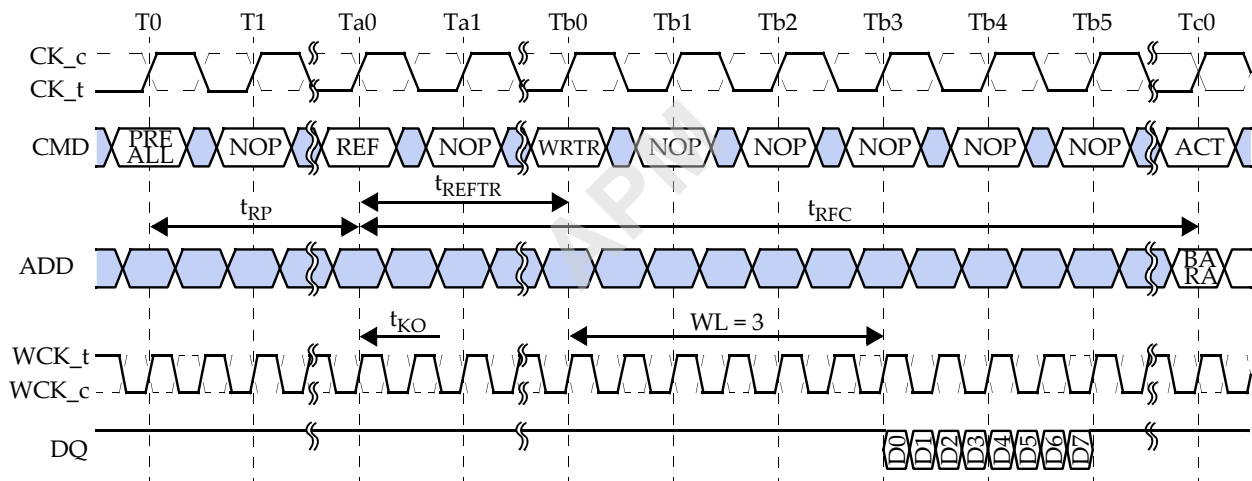 T0 T1 Ta0 Ta1 Tb0 Tb1 Tb2 Tb3 Tb4 Tb5 Tc0
CK_c
CK_t
CMD PRE ALL NOP REF NOP WRTR NOP NOP NOP NOP NOP ACT
tREFTR
tRP tRFC
ADD BA RA
tKO WL = 3
WCK_t
WCK_c
DQ D0 D1 D2 D3 D4 D5 D6 D7
APM